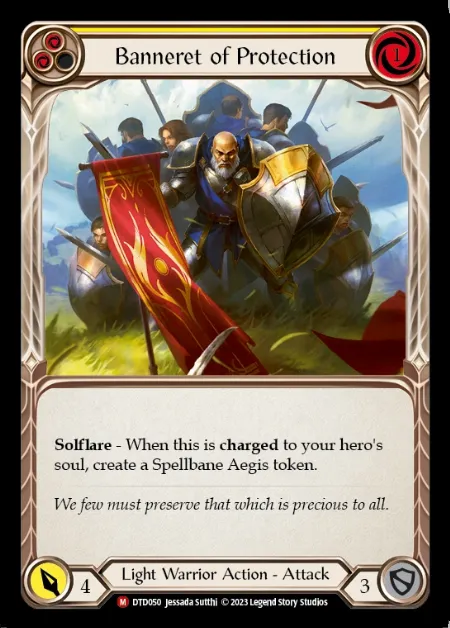 Banneret of Protection
1
Solflare - When this is charged to your hero's
soul, create a Spellbane Aegis token.
We few must preserve that which is precious to all.
4
Light Warrior Action - Attack
3
M DTD050 Jessada Sutthi © 2023 Legend Story Studios